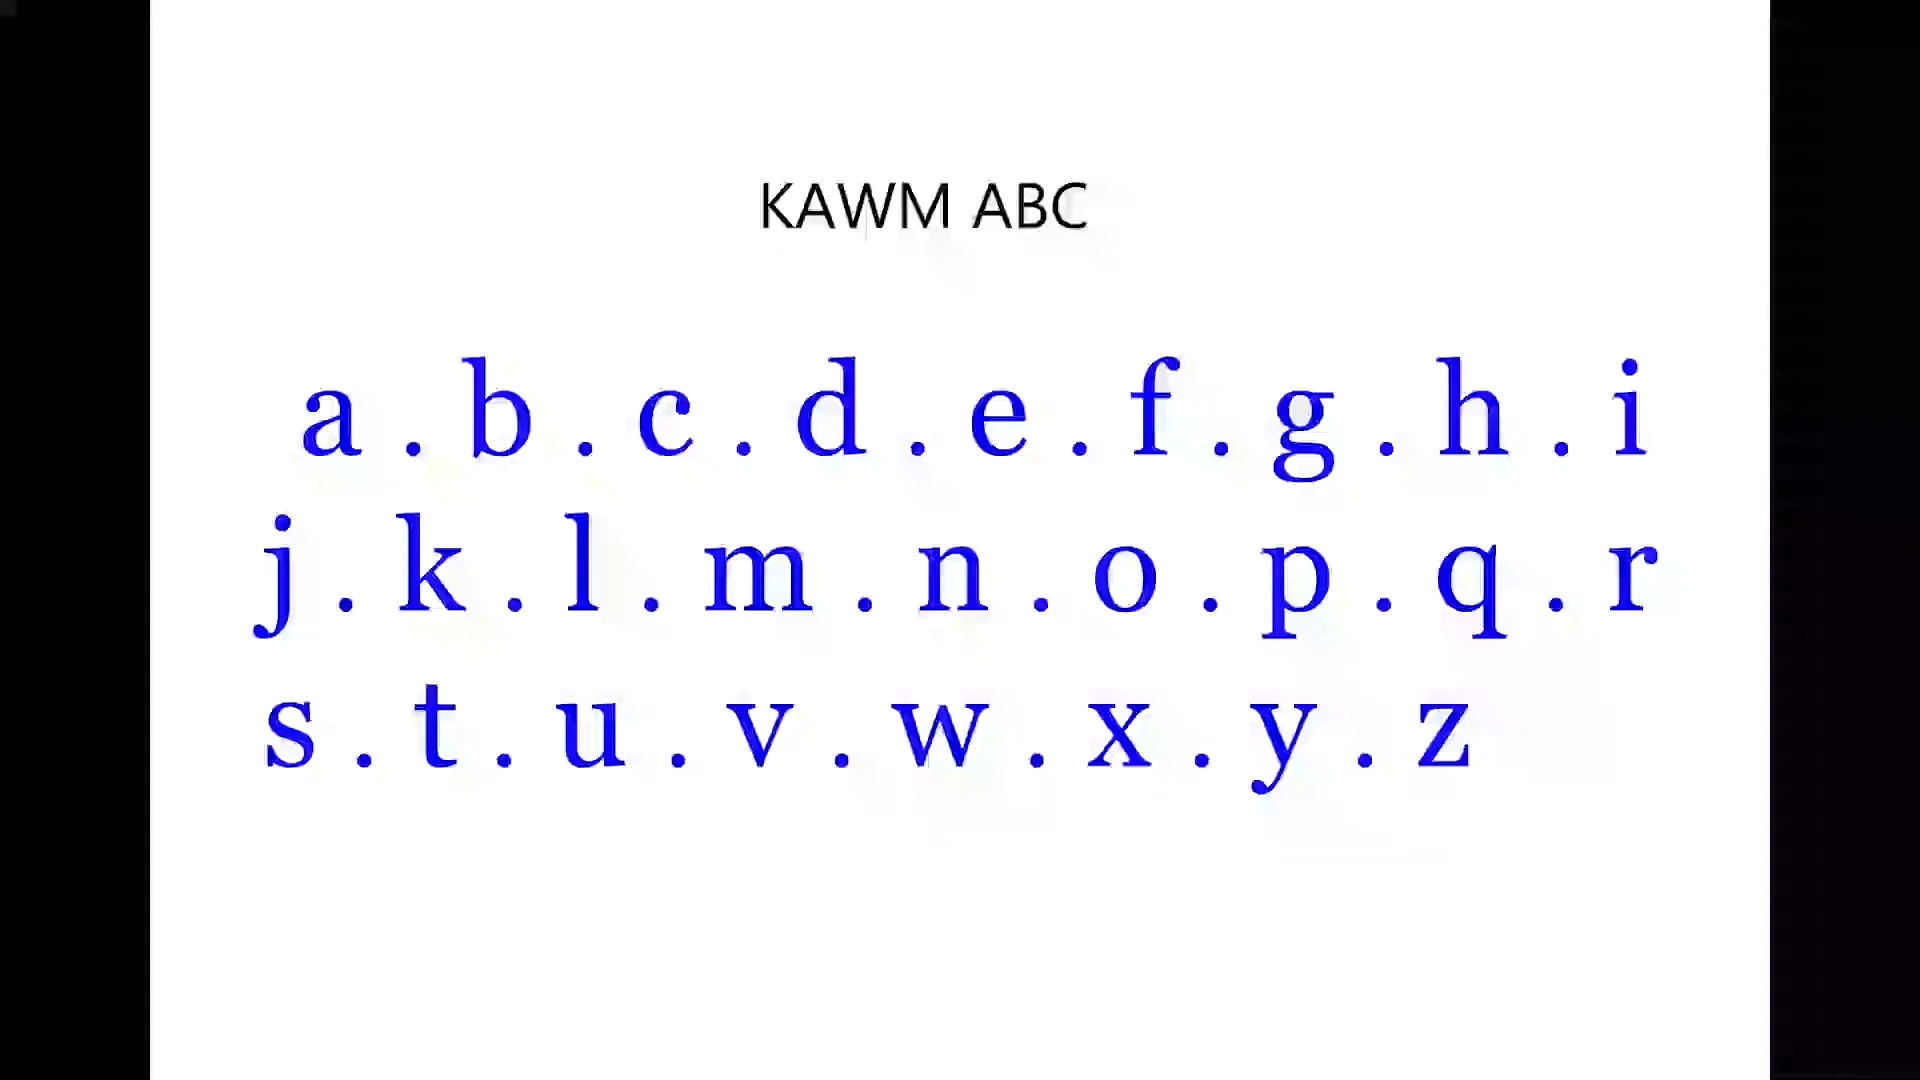 KAWM ABC
a . b . c . d . e . f . g . h . i
j . k . l . m . n . o . p . q . r
s . t . u . v . w . x . y . z